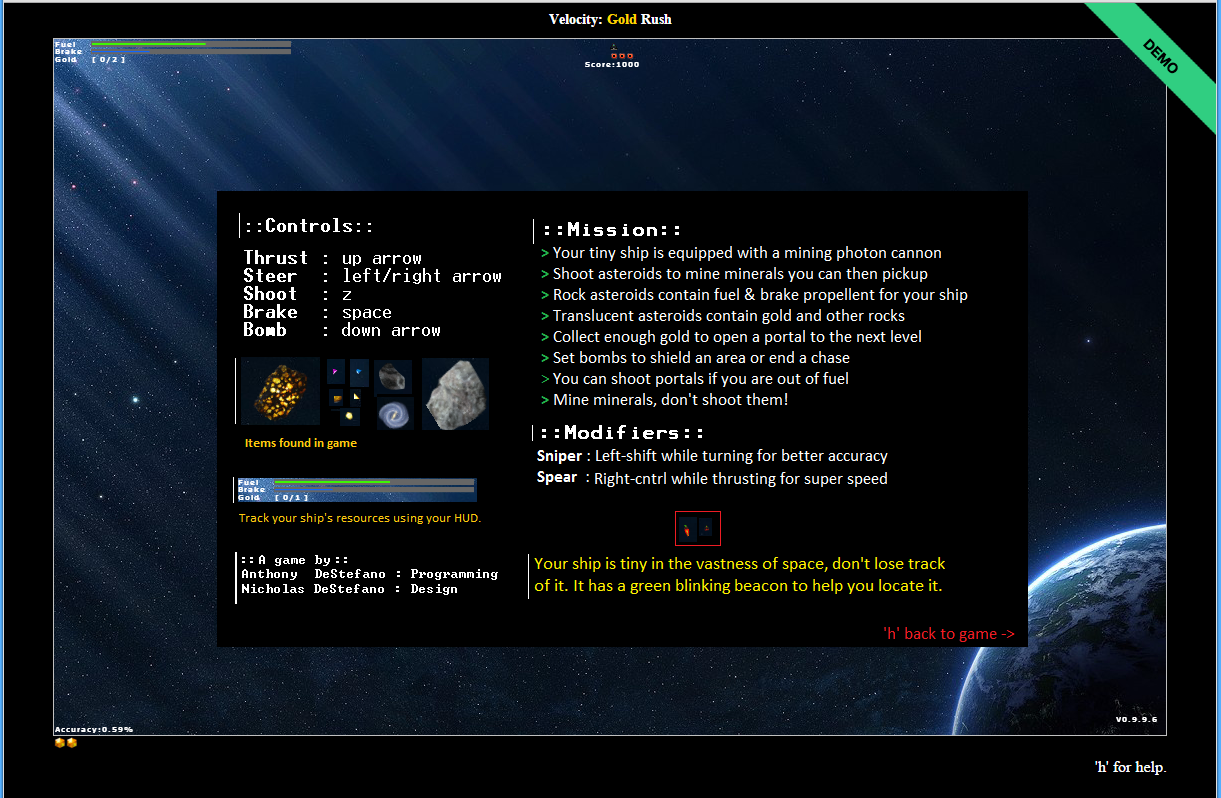 Velocity: Gold Rush
DEMO
Fuel
Brake
Gold [ 0/2 ]
Score:1000
::Controls::
Thrust : up arrow
Steer : left/right arrow
Shoot : z
Brake : space
Bomb : down arrow
Items found in game
Fuel
Brake
Gold [ 0/1 ]
Track your ship's resources using your HUD.
::A game by::
Anthony DeStefano : Programming
Nicholas DeStefano : Design
::Mission::
> Your tiny ship is equipped with a mining photon cannon
> Shoot asteroids to mine minerals you can then pickup
> Rock asteroids contain fuel & brake propellent for your ship
> Translucent asteroids contain gold and other rocks
> Collect enough gold to open a portal to the next level
> Set bombs to shield an area or end a chase
> You can shoot portals if you are out of fuel
> Mine minerals, don't shoot them!
::Modifiers::
Sniper : Left-shift while turning for better accuracy
Spear : Right-cntrl while thrusting for super speed
Your ship is tiny in the vastness of space, don't lose track
of it. It has a green blinking beacon to help you locate it.
'h' back to game ->
Accuracy:0.59%
V0.9.9.6
'h' for help.